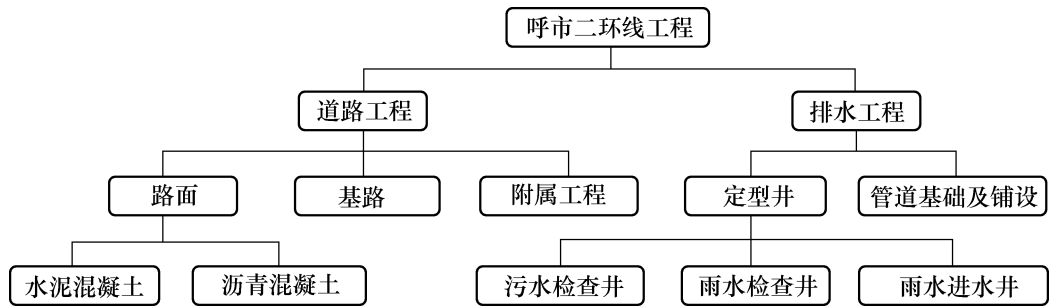 呼市二环线工程
道路工程
排水工程
路面
基路
附属工程
定型井
管道基础及铺设
水泥混凝土
沥青混凝土
污水检查井
雨水检查井
雨水进水井